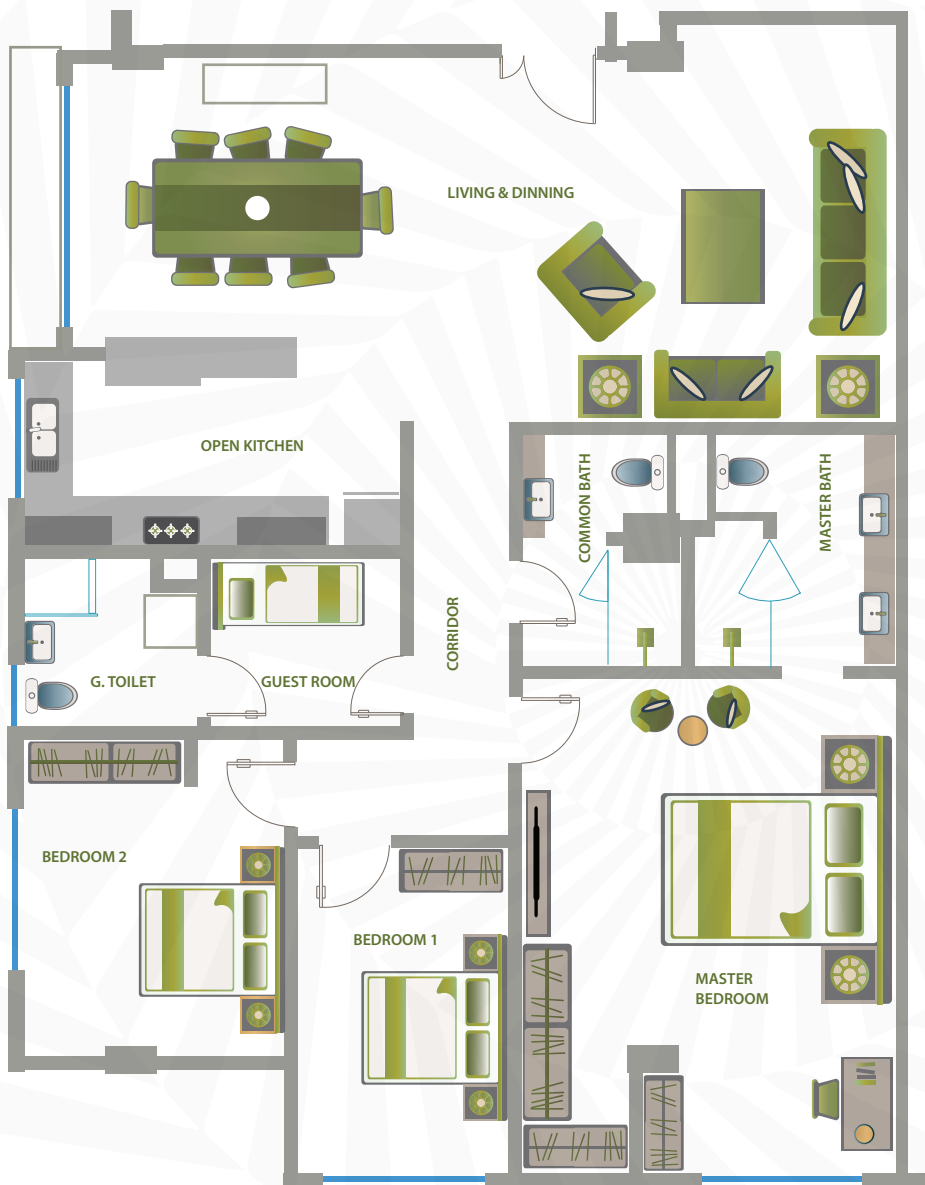 LIVING & DINNING
OPEN KITCHEN
COMMON BATH
MASTER BATH
CORRIDOR
G. TOILET
GUEST ROOM
BEDROOM 2
BEDROOM 1
MASTER
BEDROOM